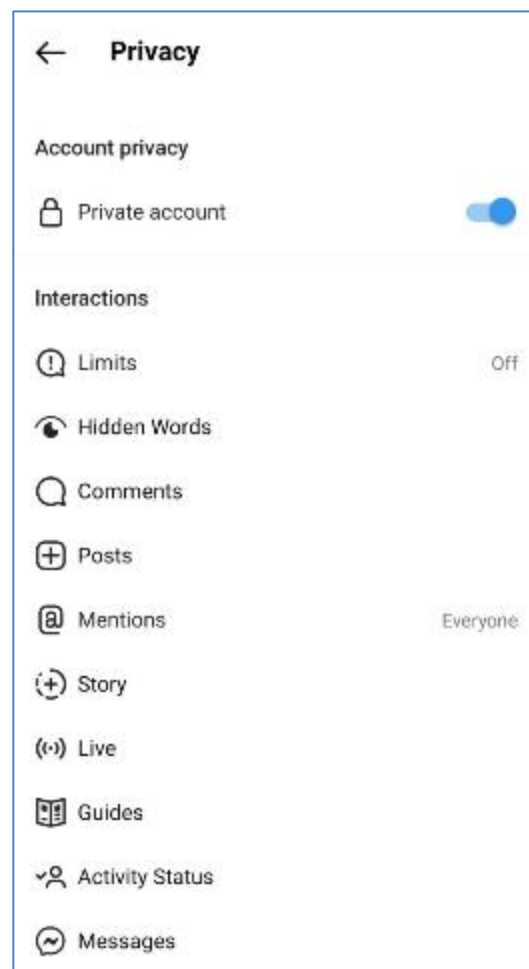 Privacy
Account privacy
Private account
Interactions
Limits Off
Hidden Words
Comments
Posts
Mentions Everyone
Story
Live
Guides
Activity Status
Messages